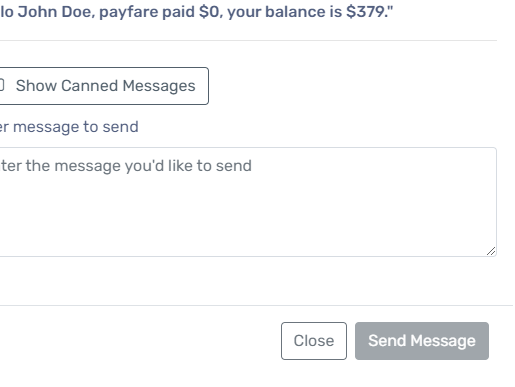 lo John Doe, payfare paid $0, your balance is $379."
Show Canned Messages
er message to send
ter the message you'd like to send
Close
Send Message